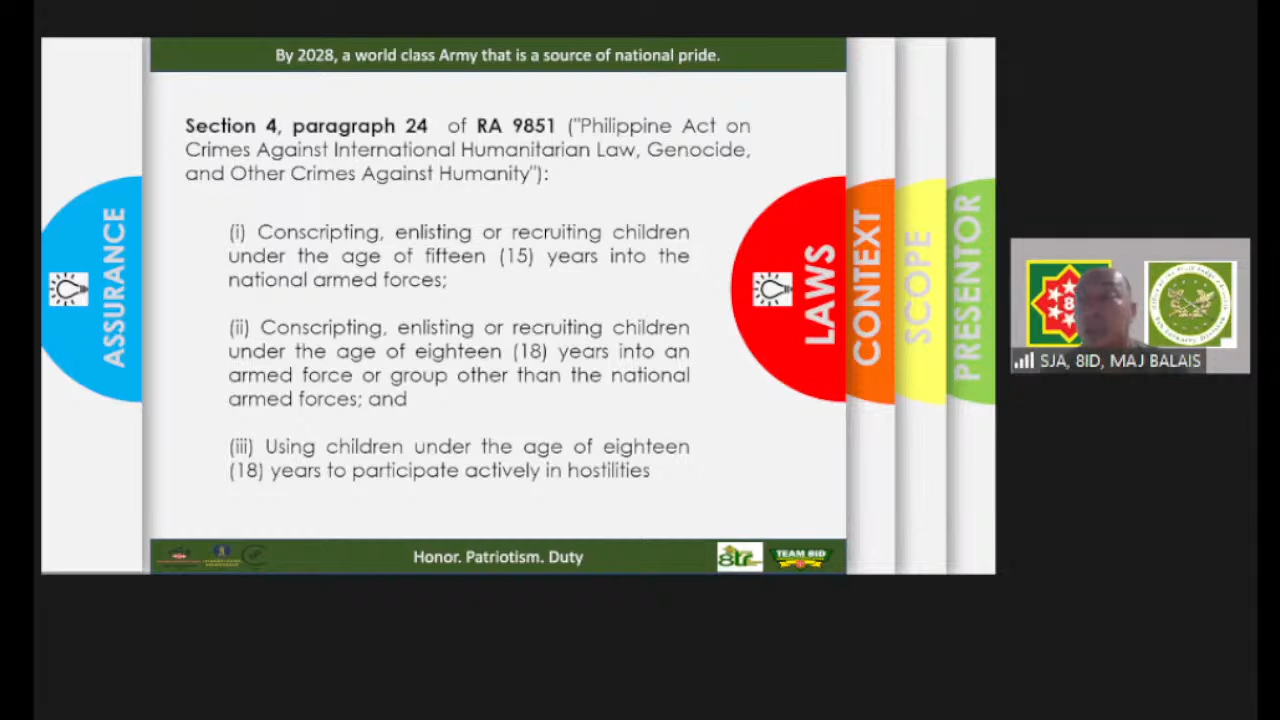 By 2028, a world class Army that is a source of national pride.
Section 4, paragraph 24 of RA 9851 ("Philippine Act on
Crimes Against International Humanitarian Law, Genocide,
and Other Crimes Against Humanity"):
(i) Conscripting, enlisting or recruiting children
under the age of fifteen (15) years into the
national armed forces;
(ii) Conscripting, enlisting or recruiting children
under the age of eighteen (18) years into an
armed force or group other than the national
armed forces; and
(iii) Using children under the age of eighteen
(18) years to participate actively in hostilities
ASSURANCE
LAWS
CONTEXT
SCOPE
PRESENTOR
8
SJA, 8ID, MAJ BALAIS
Honor. Patriotism. Duty
TEAM 8ID